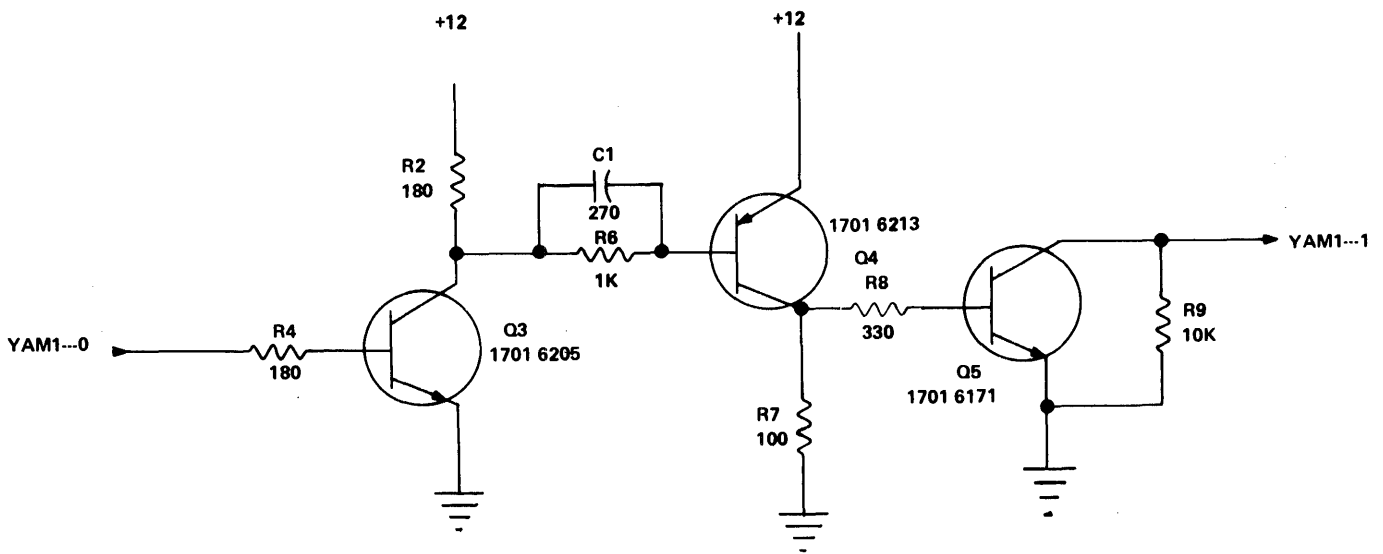 +12
+12
R2
180
C1
270
R6
1K
1701 6213
Q4
R8
330
YAM1---1
R9
10K
YAM1---0
R4
180
Q3
1701 6205
Q5
1701 6171
R7
100